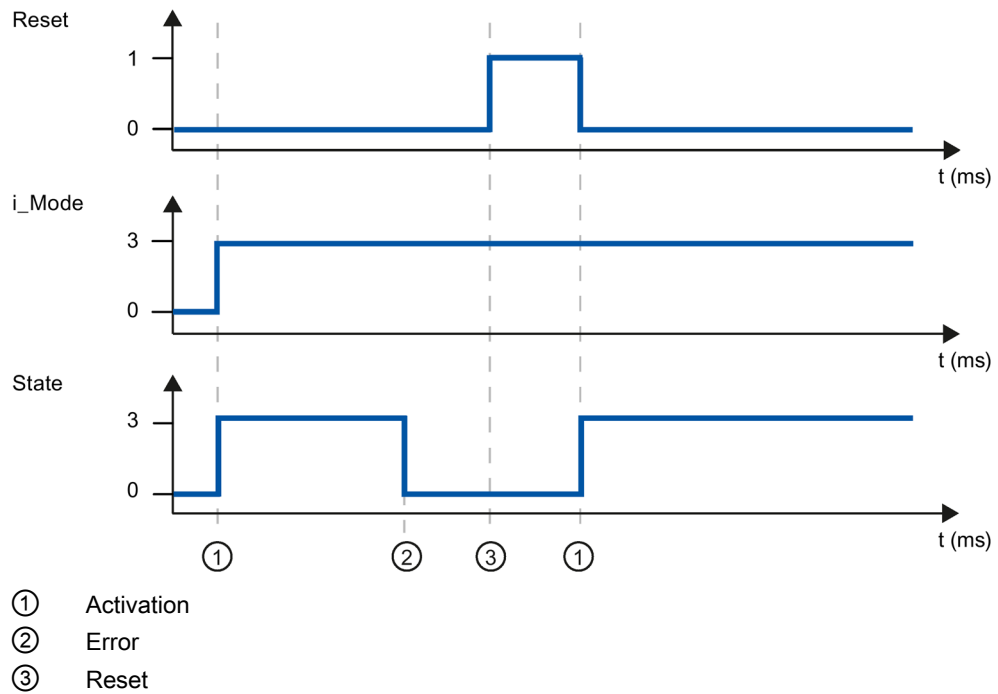 Reset
1
0
t (ms)
i_Mode
3
0
t (ms)
State
3
0
t (ms)
① ② ③ ①
① Activation
② Error
③ Reset